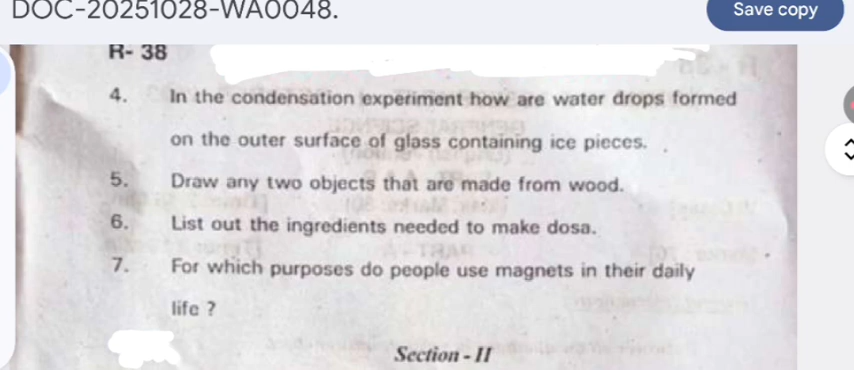 DOC-20251028-WA0048.
Save copy
R- 38
4. In the condensation experiment how are water drops formed
on the outer surface of glass containing ice pieces.
5. Draw any two objects that are made from wood.
6. List out the ingredients needed to make dosa.
7. For which purposes do people use magnets in their daily
life ?
Section - II